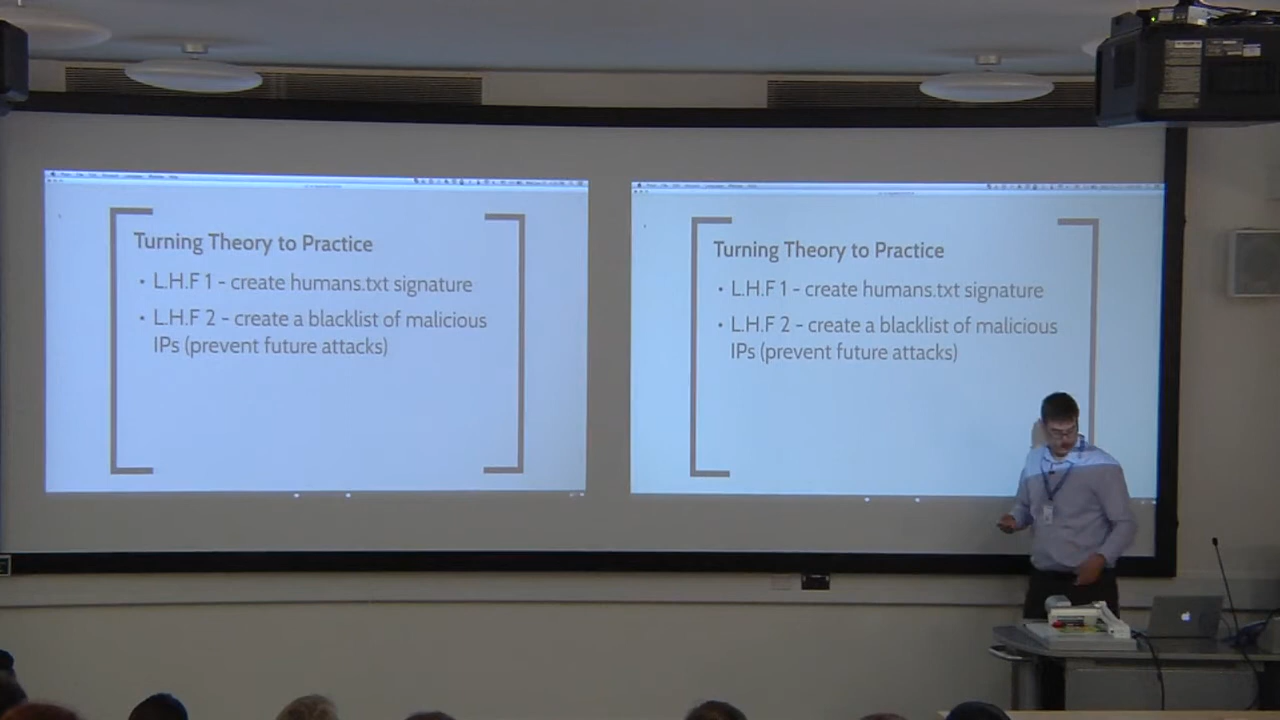 Turning Theory to Practice
• L.H.F 1 - create humans.txt signature
• L.H.F 2 - create a blacklist of malicious
IPs (prevent future attacks)
Turning Theory to Practice
• L.H.F 1 - create humans.txt signature
• L.H.F 2 - create a blacklist of malicious
IPs (prevent future attacks)